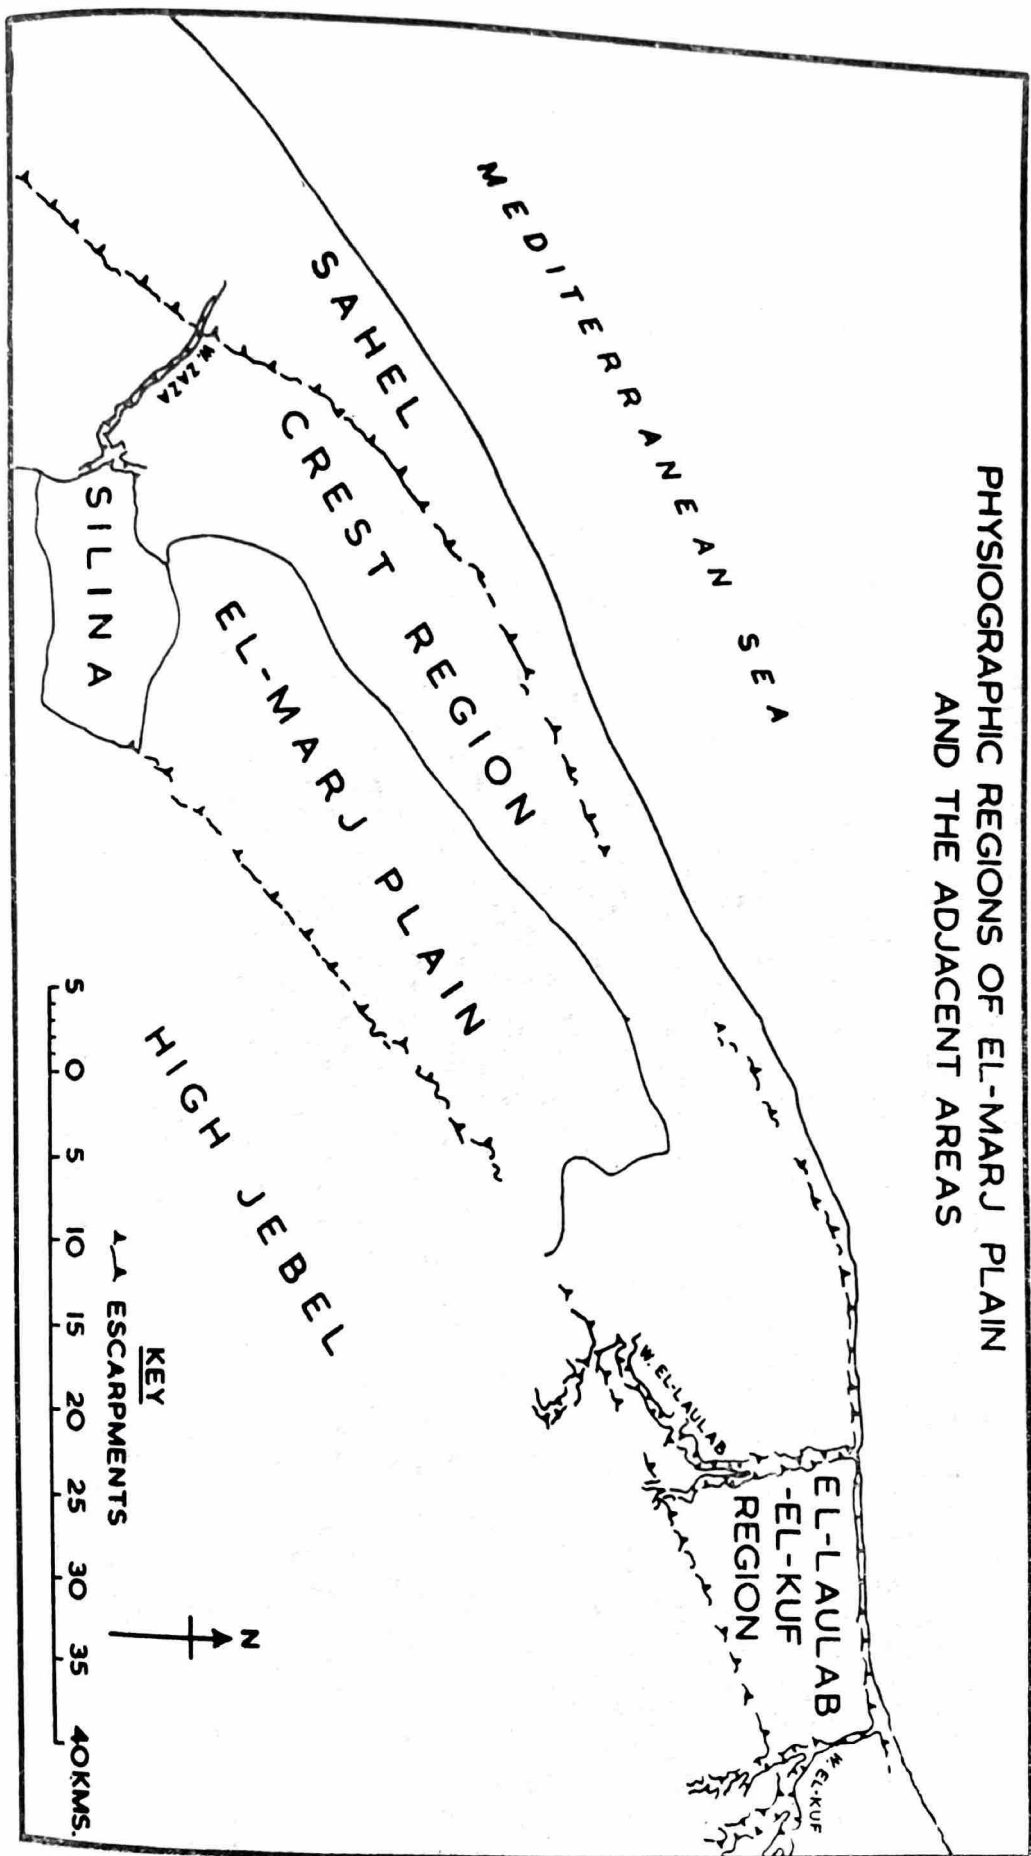 PHYSIOGRAPHIC REGIONS OF EL-MARJ PLAIN
AND THE ADJACENT AREAS
MEDITERRANEAN SEA
SAHEL
CREST REGION
W. ZAZA
SILINA
EL-MARJ PLAIN
HIGH JEBEL
W. EL-LAULAB
EL-LAULAB
-EL-KUF
REGION
W. EL-KUF
N
KEY
ESCARPMENTS
5 0 5 10 15 20 25 30 35 40KMS.